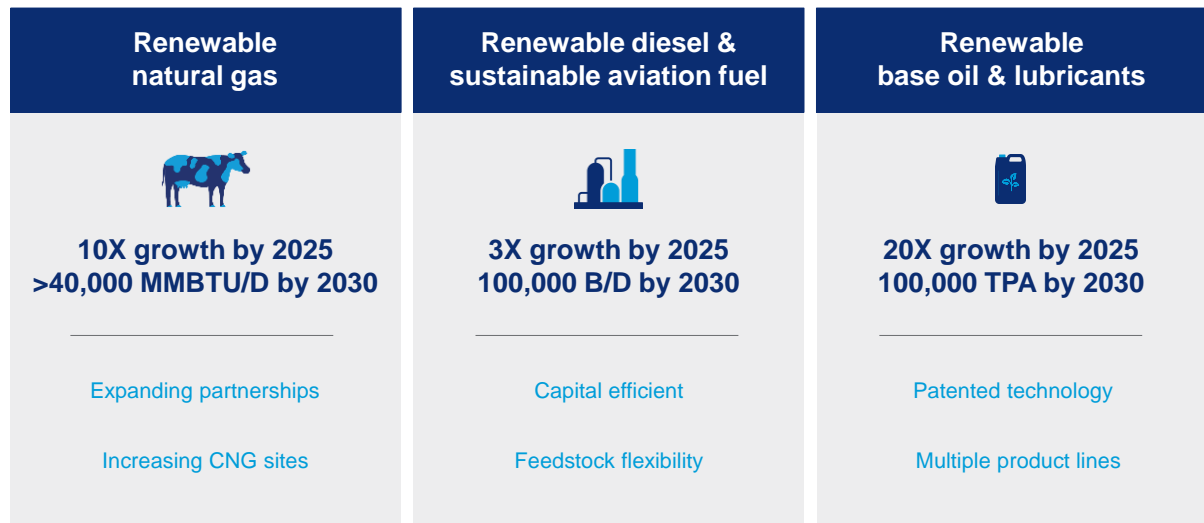 Renewable
natural gas
10X growth by 2025
>40,000 MMBTU/D by 2030
Expanding partnerships
Increasing CNG sites
Renewable diesel &
sustainable aviation fuel
3X growth by 2025
100,000 B/D by 2030
Capital efficient
Feedstock flexibility
Renewable
base oil & lubricants
20X growth by 2025
100,000 TPA by 2030
Patented technology
Multiple product lines